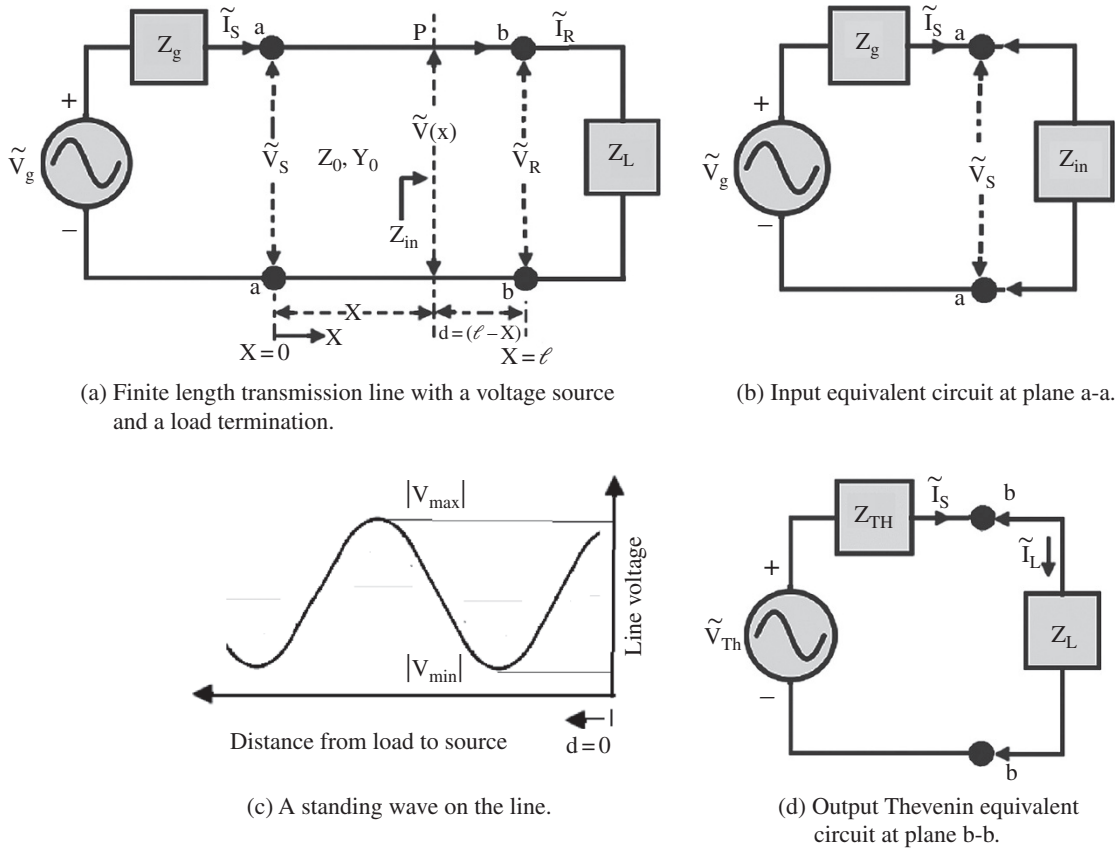 Z_g
Ĩ_S
a
P
b
Ĩ_R
+
Ṽ_g
−
Ṽ_S
Z_0, Y_0
Ṽ(x)
Z_in
Ṽ_R
Z_L
a
b
X
d = (ℓ – X)
X
X = 0
X = ℓ
(a) Finite length transmission line with a voltage source
and a load termination.
Z_g
Ĩ_S
a
+
Ṽ_g
−
Ṽ_S
Z_in
a
(b) Input equivalent circuit at plane a-a.
|V_max|
|V_min|
Line voltage
Distance from load to source
d = 0
(c) A standing wave on the line.
Z_TH
Ĩ_S
b
+
Ṽ_Th
−
Ĩ_L
Z_L
b
(d) Output Thevenin equivalent
circuit at plane b-b.